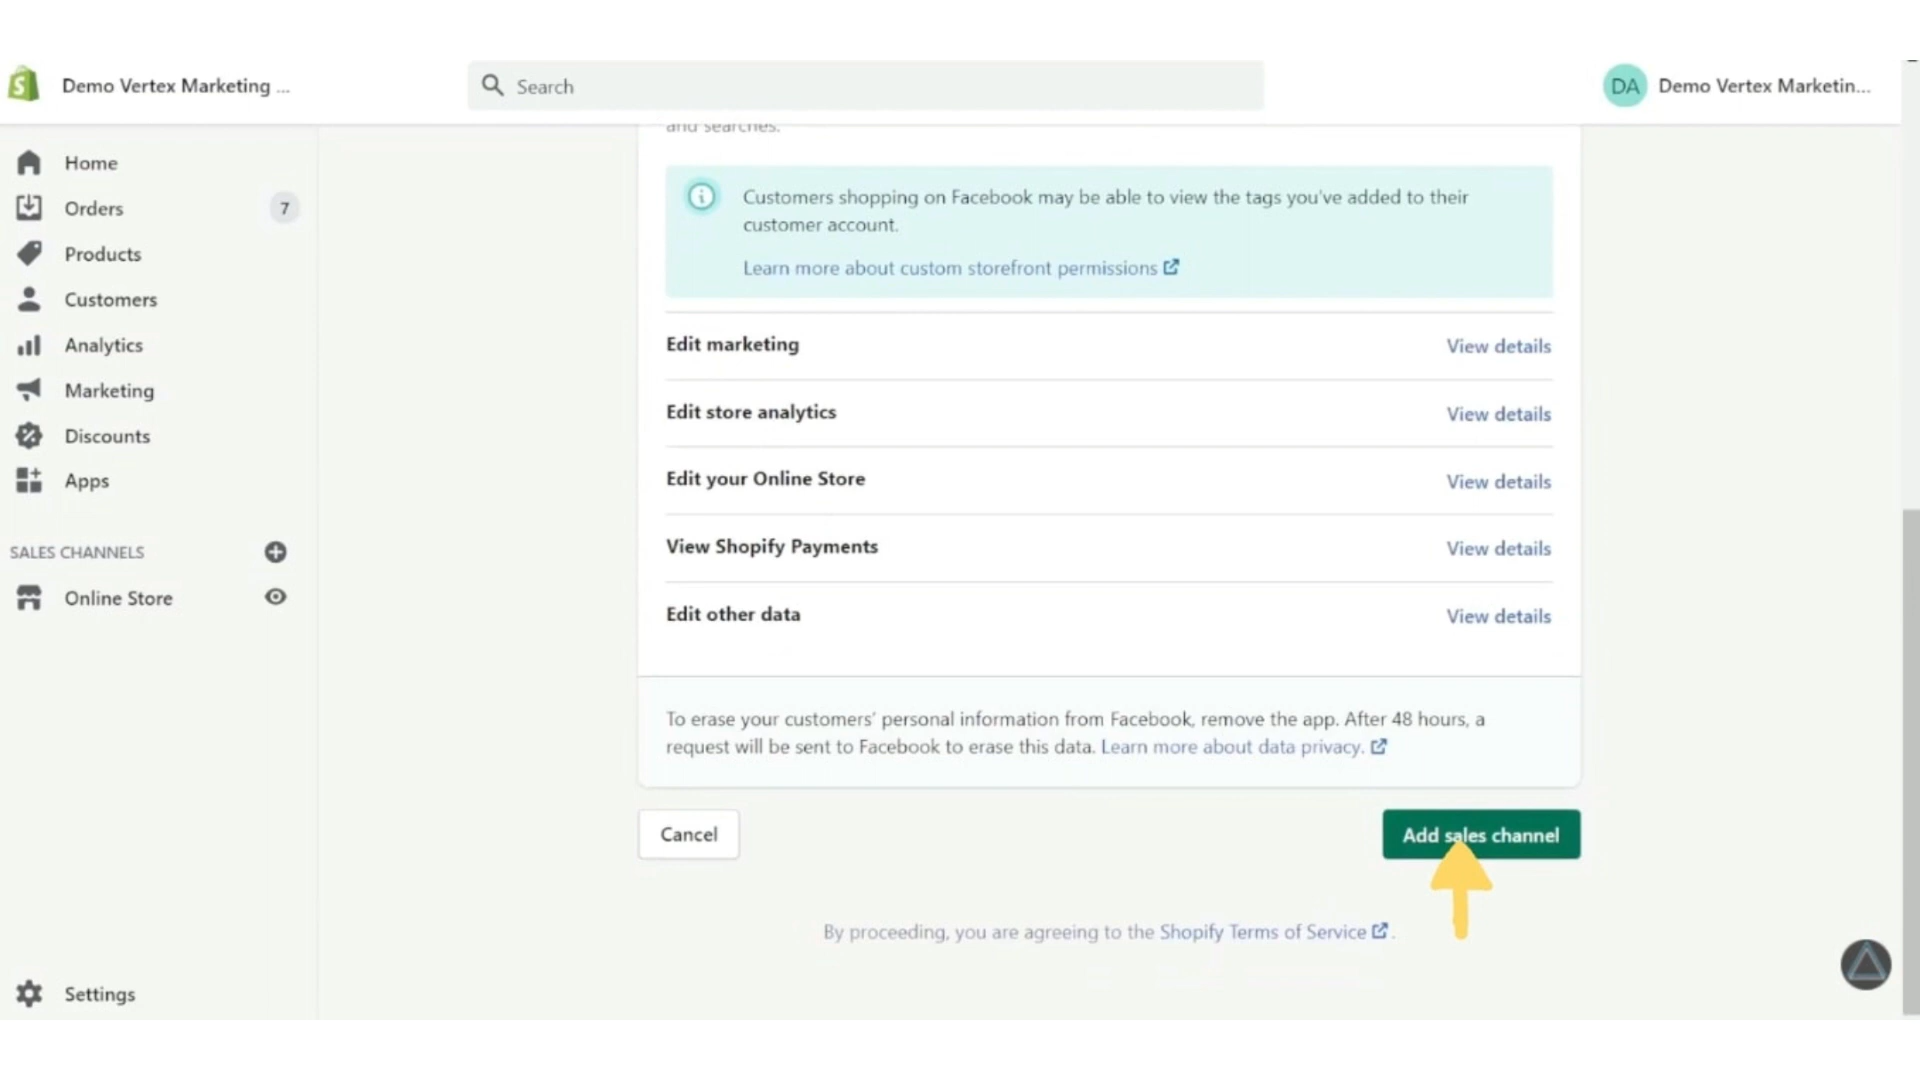 Demo Vertex Marketing ...
Search
DA
Demo Vertex Marketin...
Home
Orders
7
Products
Customers
Analytics
Marketing
Discounts
Apps
SALES CHANNELS
Online Store
Settings
and searches.
Customers shopping on Facebook may be able to view the tags you've added to their
customer account.
Learn more about custom storefront permissions
Edit marketing
View details
Edit store analytics
View details
Edit your Online Store
View details
View Shopify Payments
View details
Edit other data
View details
To erase your customers' personal information from Facebook, remove the app. After 48 hours, a
request will be sent to Facebook to erase this data. Learn more about data privacy.
Cancel
Add sales channel
By proceeding, you are agreeing to the Shopify Terms of Service.